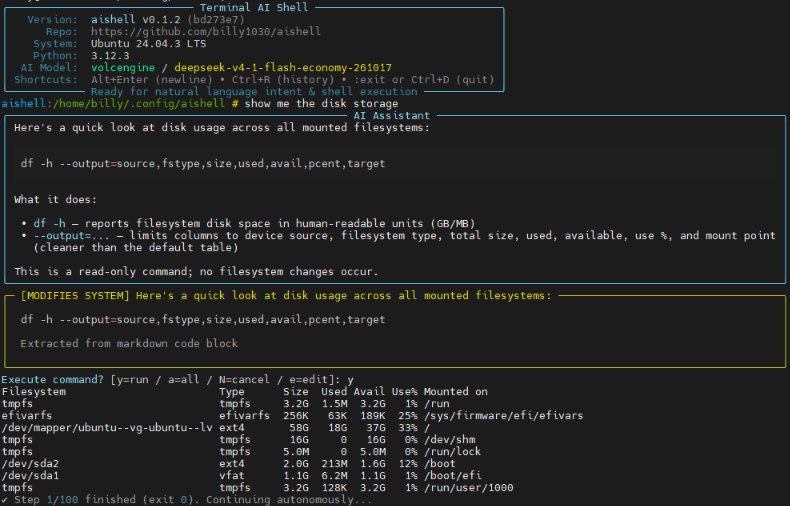 Terminal AI Shell
Version: aishell v0.1.2 (bd273e7)
Repo: https://github.com/billy1030/aishell
System: Ubuntu 24.04.3 LTS
Python: 3.12.3
AI Model: volcengine / deepseek-v4-1-flash-economy-261017
Shortcuts: Alt+Enter (newline) • Ctrl+R (history) • :exit or Ctrl+D (quit)
Ready for natural language intent & shell execution
aishell:/home/billy/.config/aishell # show me the disk storage
AI Assistant
Here's a quick look at disk usage across all mounted filesystems:
df -h --output=source,fstype,size,used,avail,pcent,target
What it does:
• df -h — reports filesystem disk space in human-readable units (GB/MB)
• --output=... — limits columns to device source, filesystem type, total size, used, available, use %, and mount point
(cleaner than the default table)
This is a read-only command; no filesystem changes occur.
[MODIFIES SYSTEM] Here's a quick look at disk usage across all mounted filesystems:
df -h --output=source,fstype,size,used,avail,pcent,target
Extracted from markdown code block
Execute command? [y=run / a=all / N=cancel / e=edit]: y
Filesystem Type Size Used Avail Use% Mounted on
tmpfs tmpfs 3.2G 1.5M 3.2G 1% /run
efivarfs efivarfs 256K 63K 189K 25% /sys/firmware/efi/efivars
/dev/mapper/ubuntu--vg-ubuntu--lv ext4 58G 18G 37G 33% /
tmpfs tmpfs 16G 0 16G 0% /dev/shm
tmpfs tmpfs 5.0M 0 5.0M 0% /run/lock
/dev/sda2 ext4 2.0G 213M 1.6G 12% /boot
/dev/sda1 vfat 1.1G 6.2M 1.1G 1% /boot/efi
tmpfs tmpfs 3.2G 128K 3.2G 1% /run/user/1000
✔ Step 1/100 finished (exit 0). Continuing autonomously...